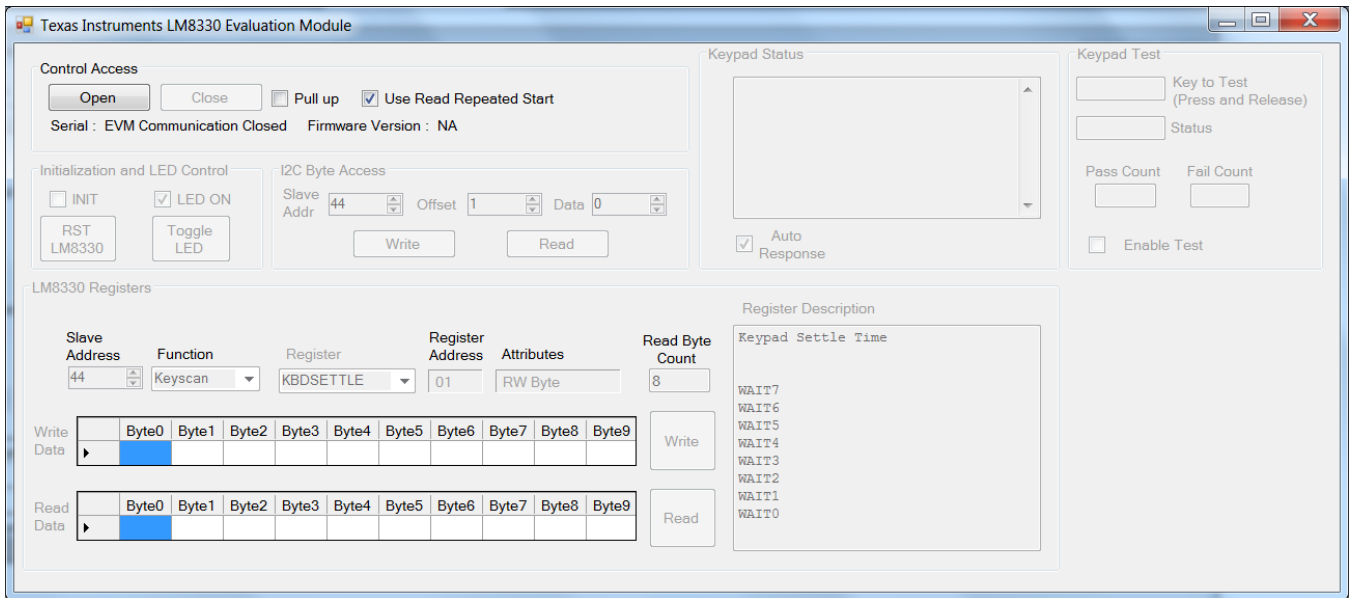 Texas Instruments LM8330 Evaluation Module
Control Access
Open Close Pull up Use Read Repeated Start
Serial : EVM Communication Closed Firmware Version : NA
Initialization and LED Control
INIT LED ON
RST
LM8330
Toggle
LED
I2C Byte Access
Slave
Addr
44 Offset 1 Data 0
Write Read
Keypad Status
Auto
Response
Keypad Test
Key to Test
(Press and Release)
Status
Pass Count Fail Count
Enable Test
LM8330 Registers
Slave
Address
Function
Register
Register
Address
Attributes
Read Byte
Count
44 Keyscan KBDSETTLE 01 RW Byte 8
Write
Data
Byte0 Byte1 Byte2 Byte3 Byte4 Byte5 Byte6 Byte7 Byte8 Byte9
Write
Read
Data
Byte0 Byte1 Byte2 Byte3 Byte4 Byte5 Byte6 Byte7 Byte8 Byte9
Read
Register Description
Keypad Settle Time
WAIT7
WAIT6
WAIT5
WAIT4
WAIT3
WAIT2
WAIT1
WAIT0